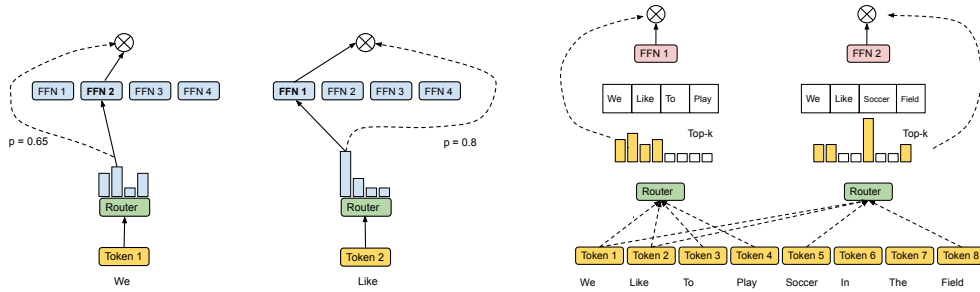 FFN 1 FFN 2 FFN 3 FFN 4
p = 0.65
Router
Token 1
We
FFN 1 FFN 2 FFN 3 FFN 4
p = 0.8
Router
Token 2
Like
FFN 1
We Like To Play
Top-k
Router
FFN 2
We Like Soccer Field
Top-k
Router
Token 1 Token 2 Token 3 Token 4 Token 5 Token 6 Token 7 Token 8
We Like To Play Soccer In The Field